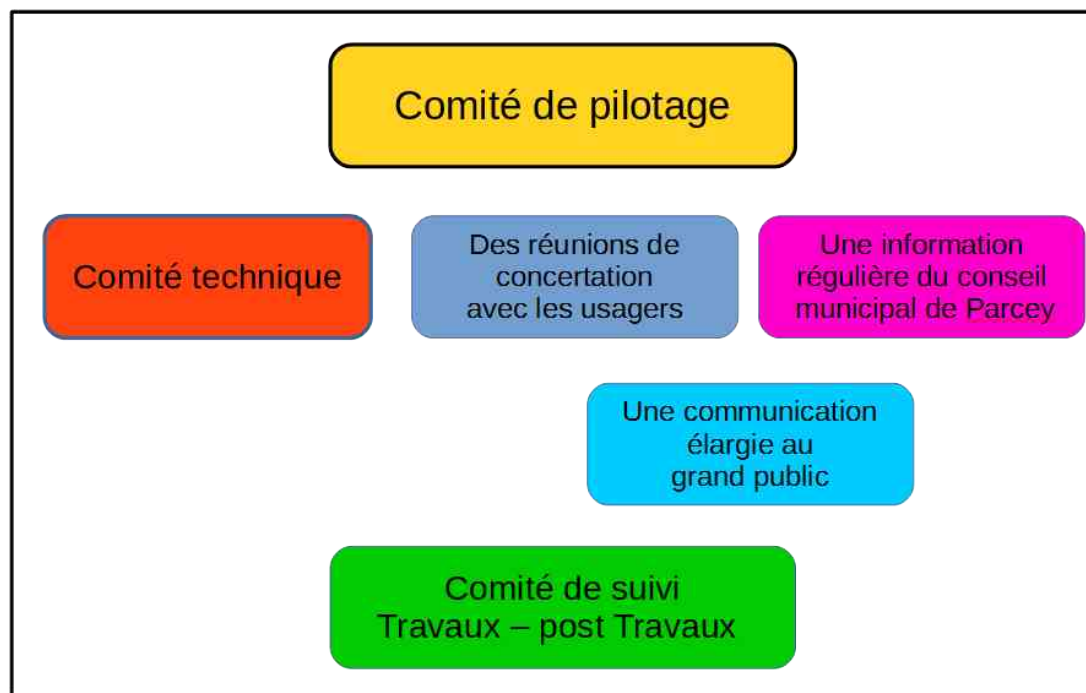 Comité de pilotage
Comité technique
Des réunions de
concertation
avec les usagers
Une information
régulière du conseil
municipal de Parcey
Une communication
élargie au
grand public
Comité de suivi
Travaux – post Travaux